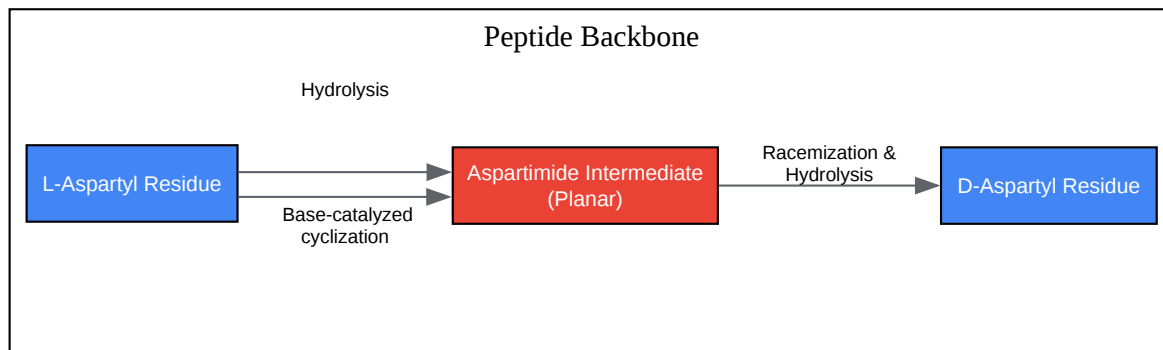 Peptide Backbone
Hydrolysis
L-Aspartyl Residue
Base-catalyzed
cyclization
Aspartimide Intermediate
(Planar)
Racemization &
Hydrolysis
D-Aspartyl Residue